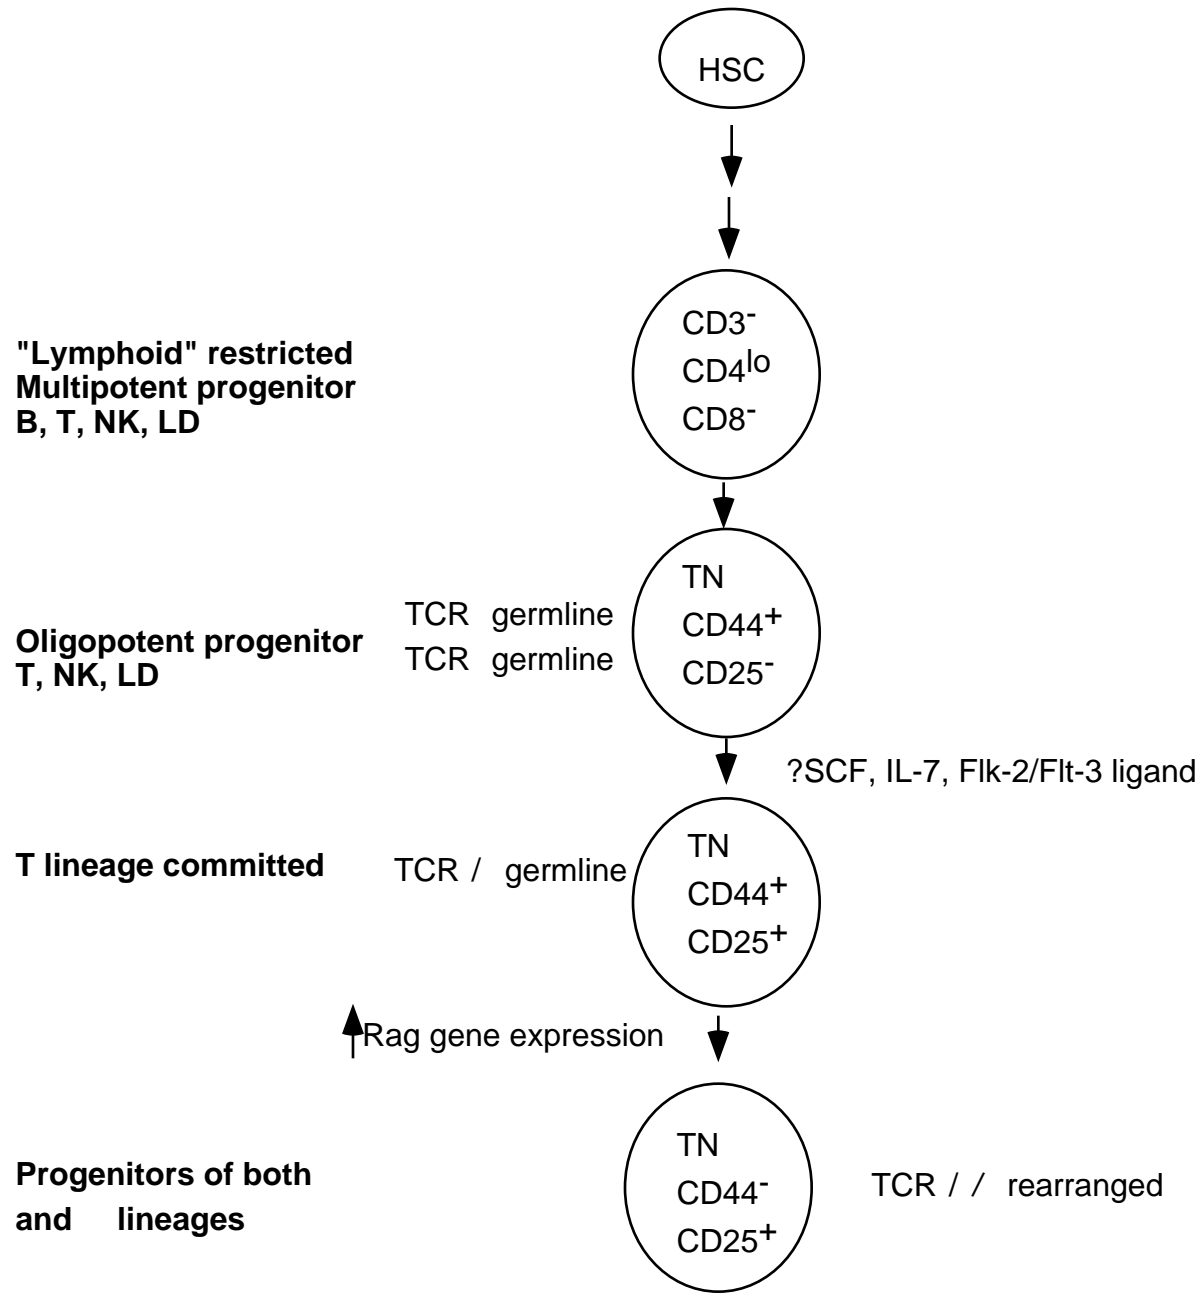 HSC
"Lymphoid" restricted
Multipotent progenitor
B, T, NK, LD
CD3-
CD4lo
CD8-
Oligopotent progenitor
T, NK, LD
TCR germline
TCR germline
TN
CD44+
CD25-
?SCF, IL-7, Flk-2/Flt-3 ligand
T lineage committed
TCR / germline
TN
CD44+
CD25+
Rag gene expression
Progenitors of both
and lineages
TN
CD44-
CD25+
TCR / / rearranged